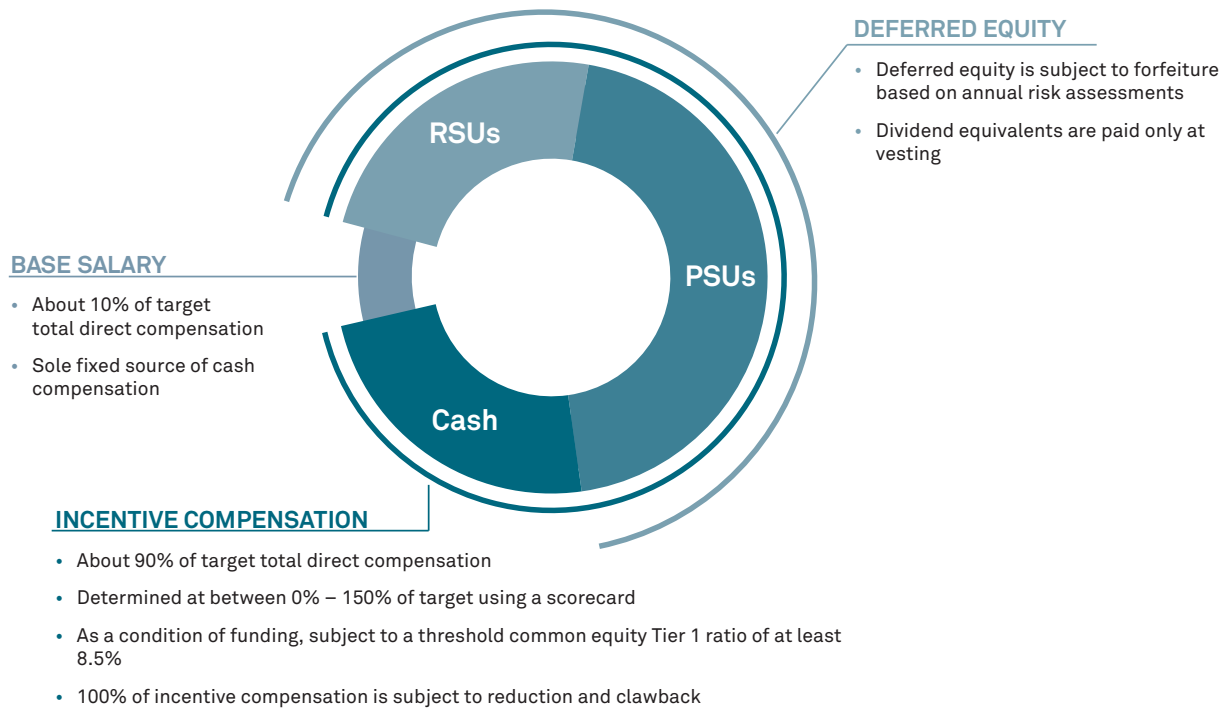 DEFERRED EQUITY
• Deferred equity is subject to forfeiture
based on annual risk assessments
• Dividend equivalents are paid only at
vesting
RSUs
PSUs
Cash
BASE SALARY
• About 10% of target
total direct compensation
• Sole fixed source of cash
compensation
INCENTIVE COMPENSATION
• About 90% of target total direct compensation
• Determined at between 0% – 150% of target using a scorecard
• As a condition of funding, subject to a threshold common equity Tier 1 ratio of at least
8.5%
• 100% of incentive compensation is subject to reduction and clawback